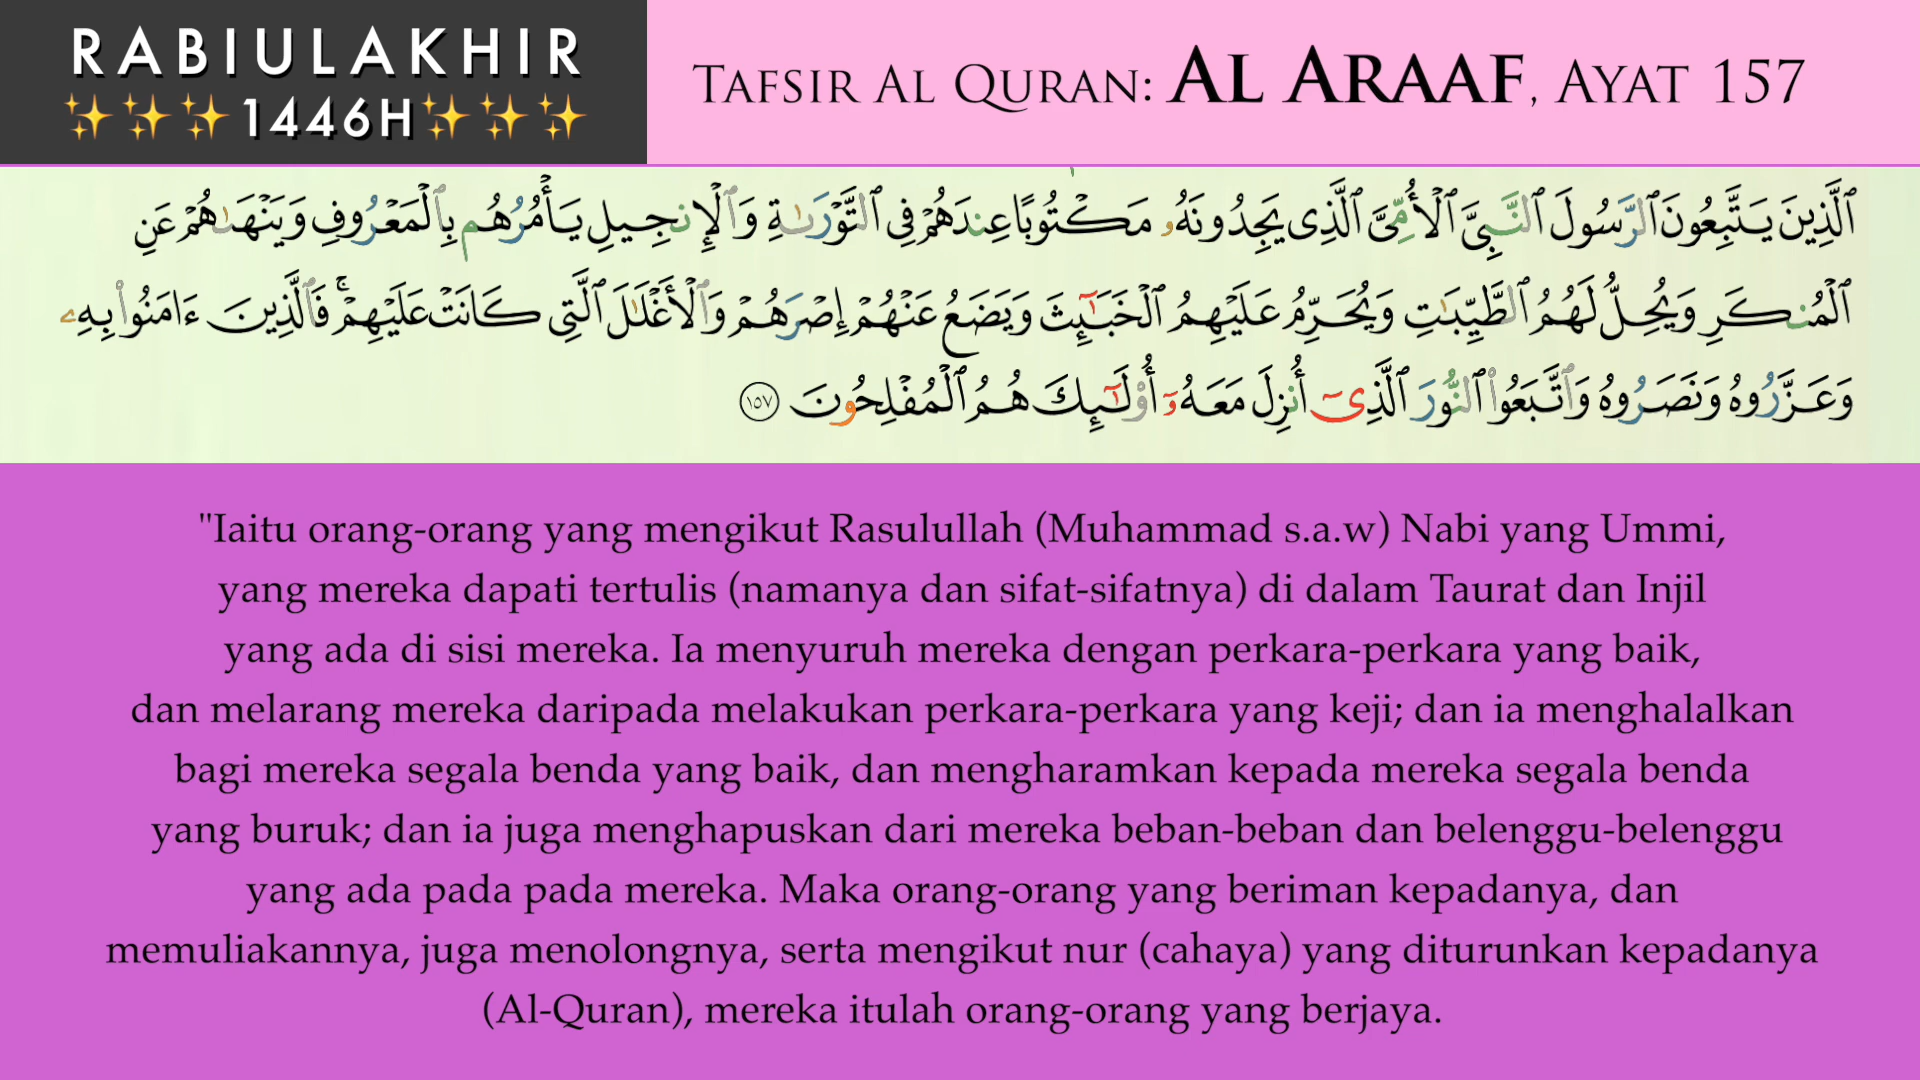 RABIULAKHIR
✨✨✨1446H✨✨✨
TAFSIR AL QURAN: AL ARAAF, AYAT 157
ٱلَّذِينَ يَتَّبِعُونَ ٱلرَّسُولَ ٱلنَّبِىَّ ٱلْأُمِّىَّ ٱلَّذِى يَجِدُونَهُۥ مَكْتُوبًا عِندَهُمْ فِى ٱلتَّوْرَىٰةِ وَٱلْإِنجِيلِ يَأْمُرُهُم بِٱلْمَعْرُوفِ وَيَنْهَىٰهُمْ عَنِ
ٱلْمُنكَرِ وَيُحِلُّ لَهُمُ ٱلطَّيِّبَٰتِ وَيُحَرِّمُ عَلَيْهِمُ ٱلْخَبَٰٓئِثَ وَيَضَعُ عَنْهُمْ إِصْرَهُمْ وَٱلْأَغْلَٰلَ ٱلَّتِى كَانَتْ عَلَيْهِمْ ۚ فَٱلَّذِينَ ءَامَنُوا۟ بِهِۦ
وَعَزَّرُوهُ وَنَصَرُوهُ وَٱتَّبَعُوا۟ ٱلنُّورَ ٱلَّذِىٓ أُنزِلَ مَعَهُۥٓ أُو۟لَٰٓئِكَ هُمُ ٱلْمُفْلِحُونَ ١٥٧
"Iaitu orang-orang yang mengikut Rasulullah (Muhammad s.a.w) Nabi yang Ummi,
yang mereka dapati tertulis (namanya dan sifat-sifatnya) di dalam Taurat dan Injil
yang ada di sisi mereka. Ia menyuruh mereka dengan perkara-perkara yang baik,
dan melarang mereka daripada melakukan perkara-perkara yang keji; dan ia menghalalkan
bagi mereka segala benda yang baik, dan mengharamkan kepada mereka segala benda
yang buruk; dan ia juga menghapuskan dari mereka beban-beban dan belenggu-belenggu
yang ada pada pada mereka. Maka orang-orang yang beriman kepadanya, dan
memuliakannya, juga menolongnya, serta mengikut nur (cahaya) yang diturunkan kepadanya
(Al-Quran), mereka itulah orang-orang yang berjaya.